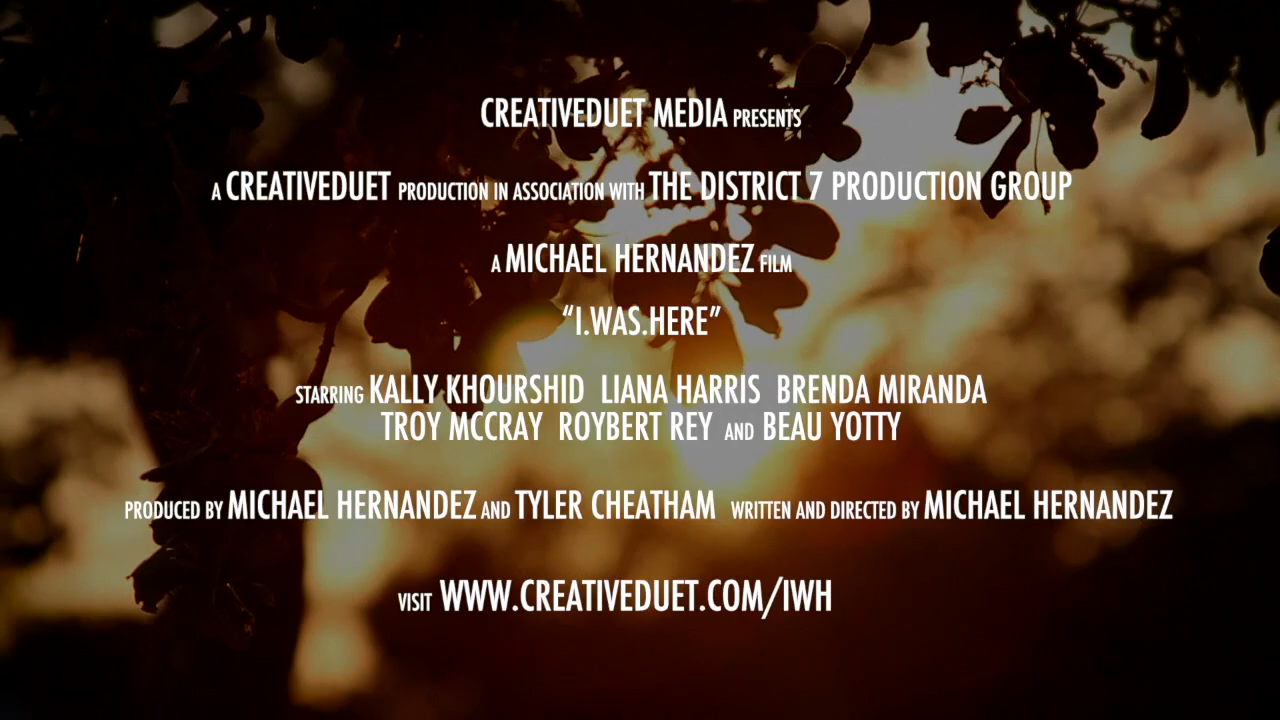 CREATIVEDUET MEDIA PRESENTS
A CREATIVEDUET PRODUCTION IN ASSOCIATION WITH THE DISTRICT 7 PRODUCTION GROUP
A MICHAEL HERNANDEZ FILM
“I.WAS.HERE”
STARRING KALLY KHOURSHID LIANA HARRIS BRENDA MIRANDA
TROY MCCRAY ROYBERT REY AND BEAU YOTTY
PRODUCED BY MICHAEL HERNANDEZ AND TYLER CHEATHAM WRITTEN AND DIRECTED BY MICHAEL HERNANDEZ
VISIT WWW.CREATIVEDUET.COM/IWH